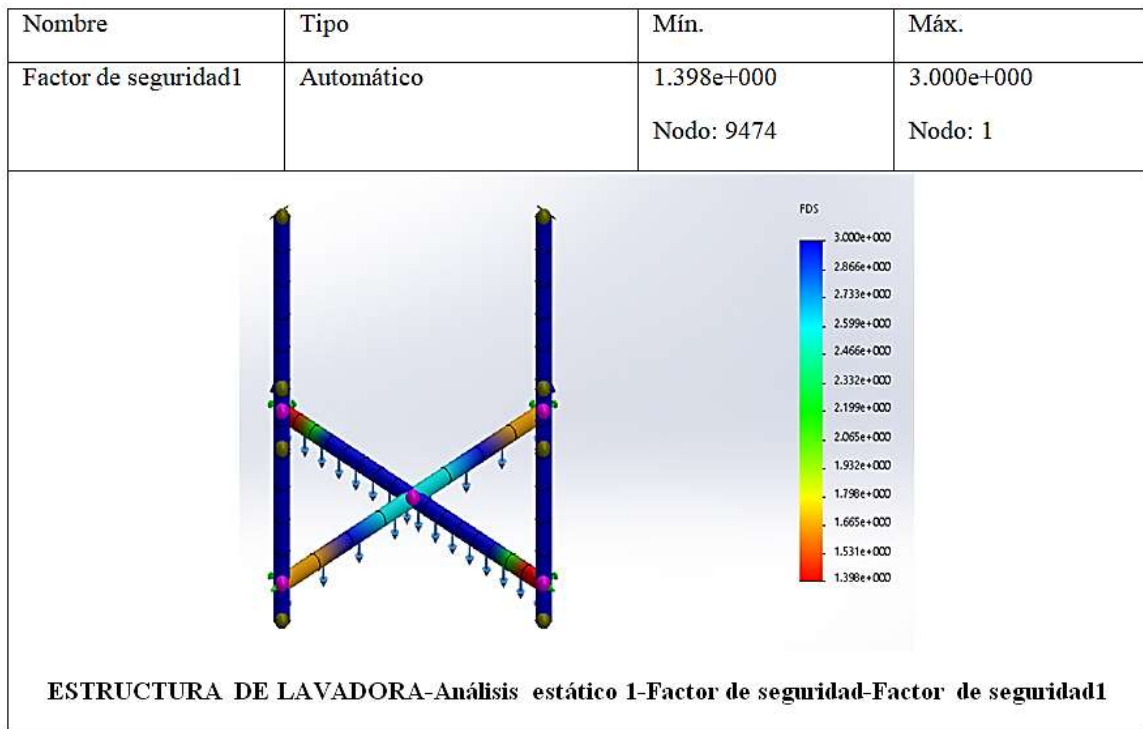 Nombre Tipo Mín. Máx.
Factor de seguridad1 Automático 1.398e+000 3.000e+000
Nodo: 9474 Nodo: 1
FDS
3.000e+000
2.866e+000
2.733e+000
2.599e+000
2.466e+000
2.332e+000
2.199e+000
2.065e+000
1.932e+000
1.798e+000
1.665e+000
1.531e+000
1.398e+000
ESTRUCTURA DE LAVADORA-Análisis estático 1-Factor de seguridad-Factor de seguridad1